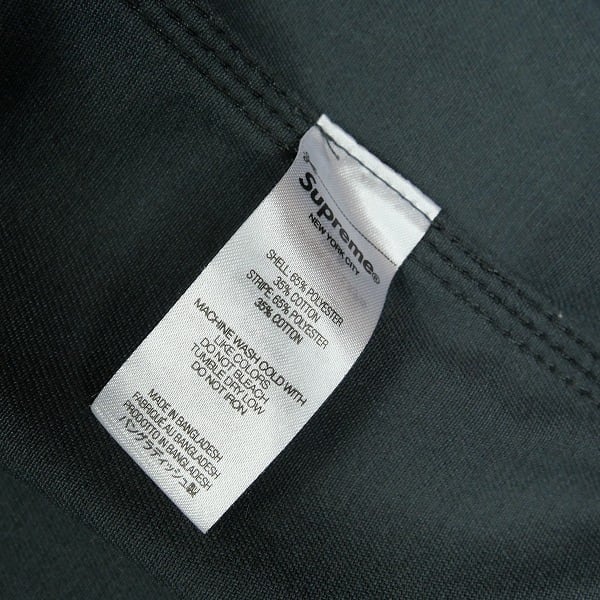 Supreme®
NEW YORK CITY
SHELL: 65% POLYESTER
35% COTTON
STRIPE: 65% POLYESTER
35% COTTON
MACHINE WASH COLD WITH
LIKE COLORS
DO NOT BLEACH
TUMBLE DRY LOW
DO NOT IRON
MADE IN BANGLADESH
FABRIQUÉ AU BANGLADESH
PRODOTTO IN BANGLADESH
バングラディッシュ製